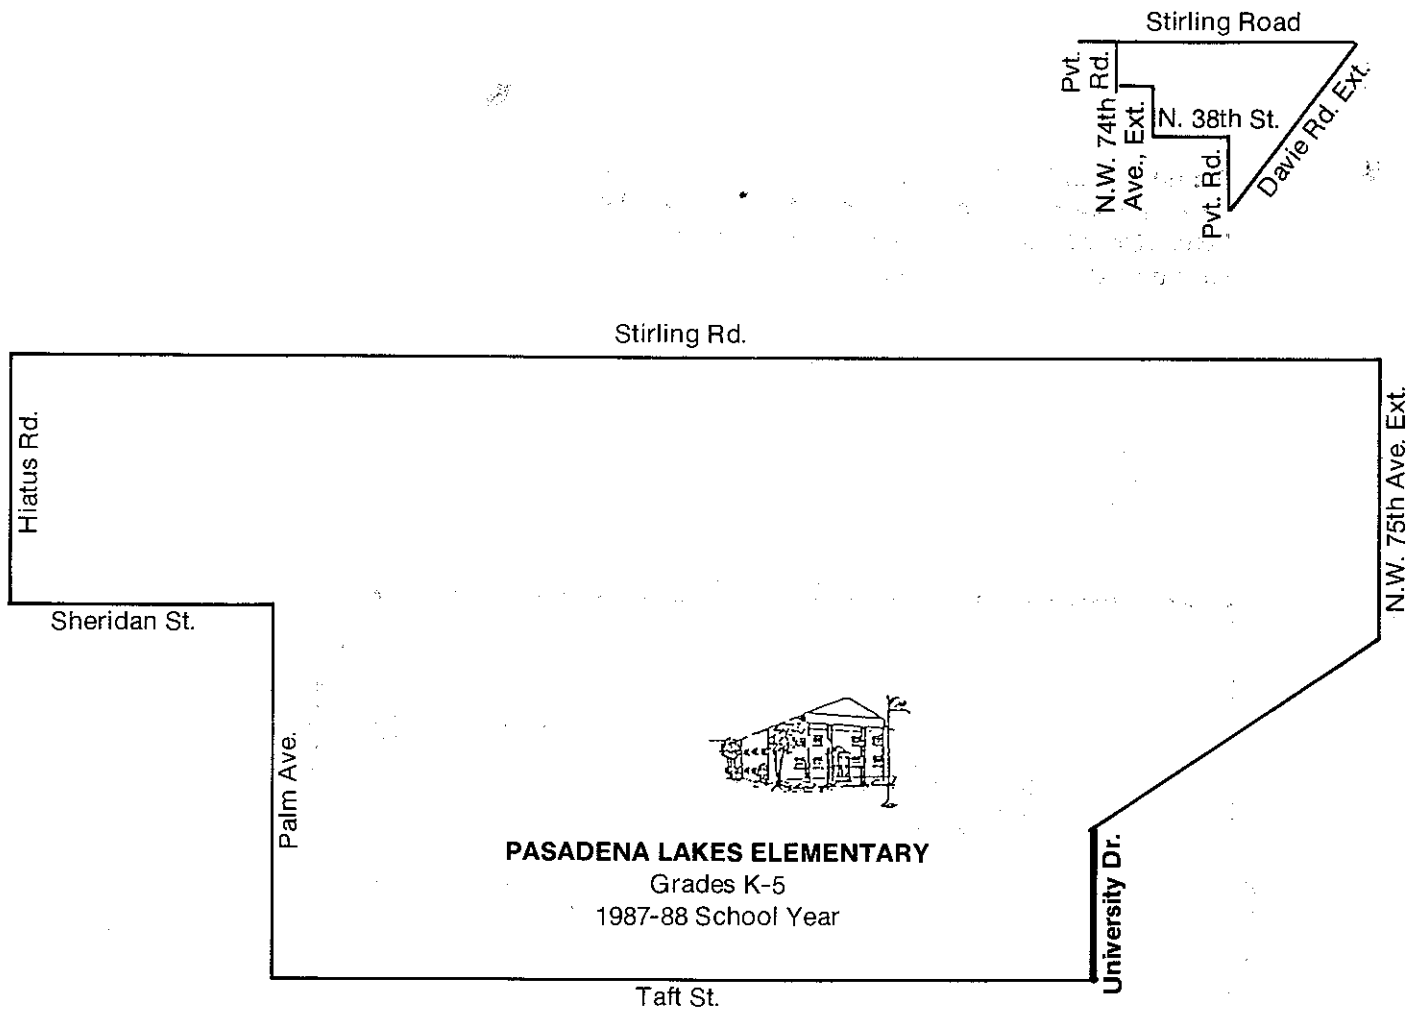 Stirling Road
Pvt.
Rd.
N.W. 74th
Ave., Ext.
N. 38th St.
Pvt. Rd.
Davie Rd. Ext.
Stirling Rd.
Hiatus Rd.
N.W. 75th Ave. Ext.
Sheridan St.
Palm Ave.
PASADENA LAKES ELEMENTARY
Grades K-5
1987-88 School Year
University Dr.
Taft St.